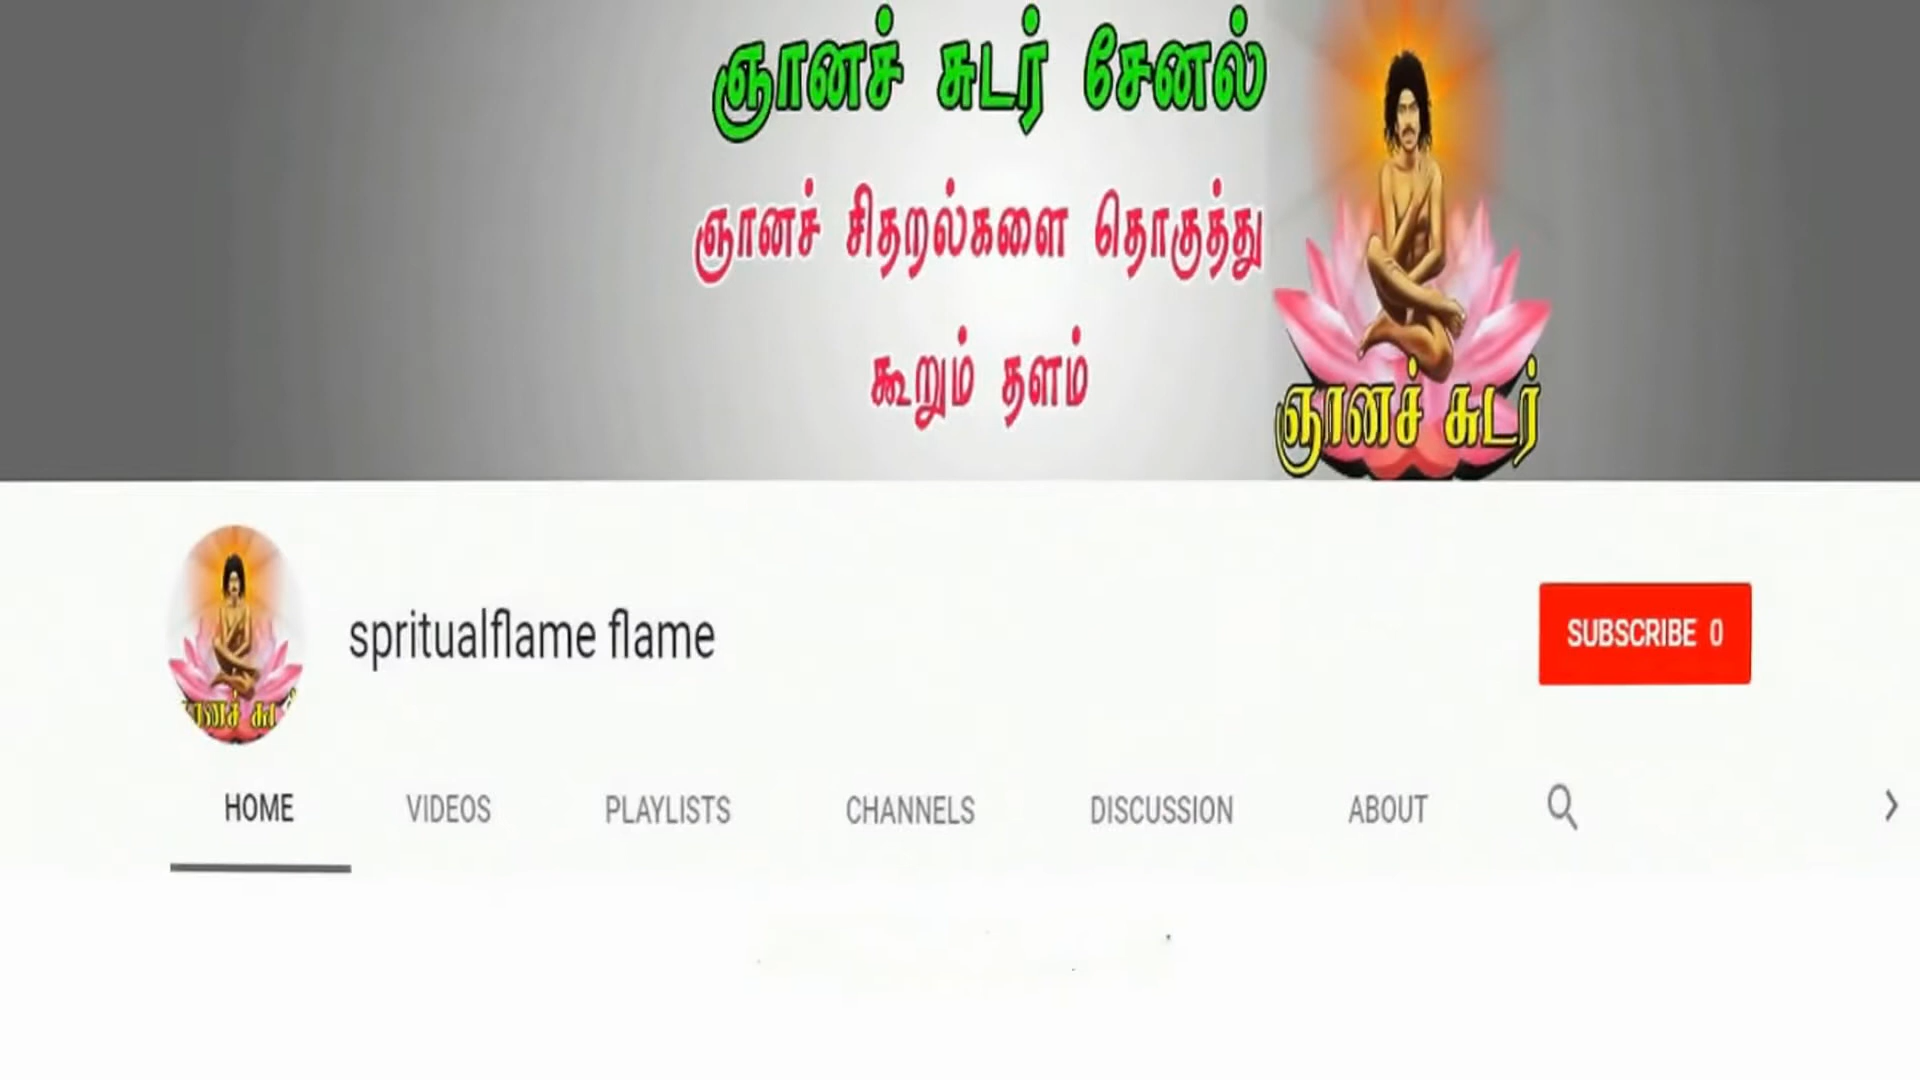 ஞானச் சுடர் சேனல்
ஞானச் சிதறல்களை தொகுத்து
கூறும் தளம்
ஞானச் சுடர்
spritualflame flame
SUBSCRIBE 0
HOME VIDEOS PLAYLISTS CHANNELS DISCUSSION ABOUT